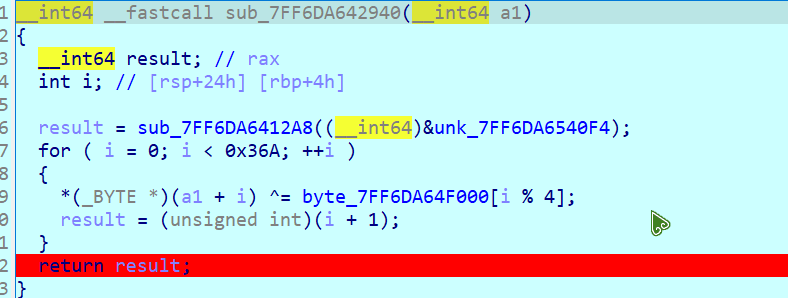 1 __int64 __fastcall sub_7FF6DA642940(__int64 a1)
2 {
3 __int64 result; // rax
4 int i; // [rsp+24h] [rbp+4h]
5
6 result = sub_7FF6DA6412A8((__int64)&unk_7FF6DA6540F4);
7 for ( i = 0; i < 0x36A; ++i )
8 {
9 *(_BYTE *)(a1 + i) ^= byte_7FF6DA64F000[i % 4];
0 result = (unsigned int)(i + 1);
1 }
2 return result;
3 }